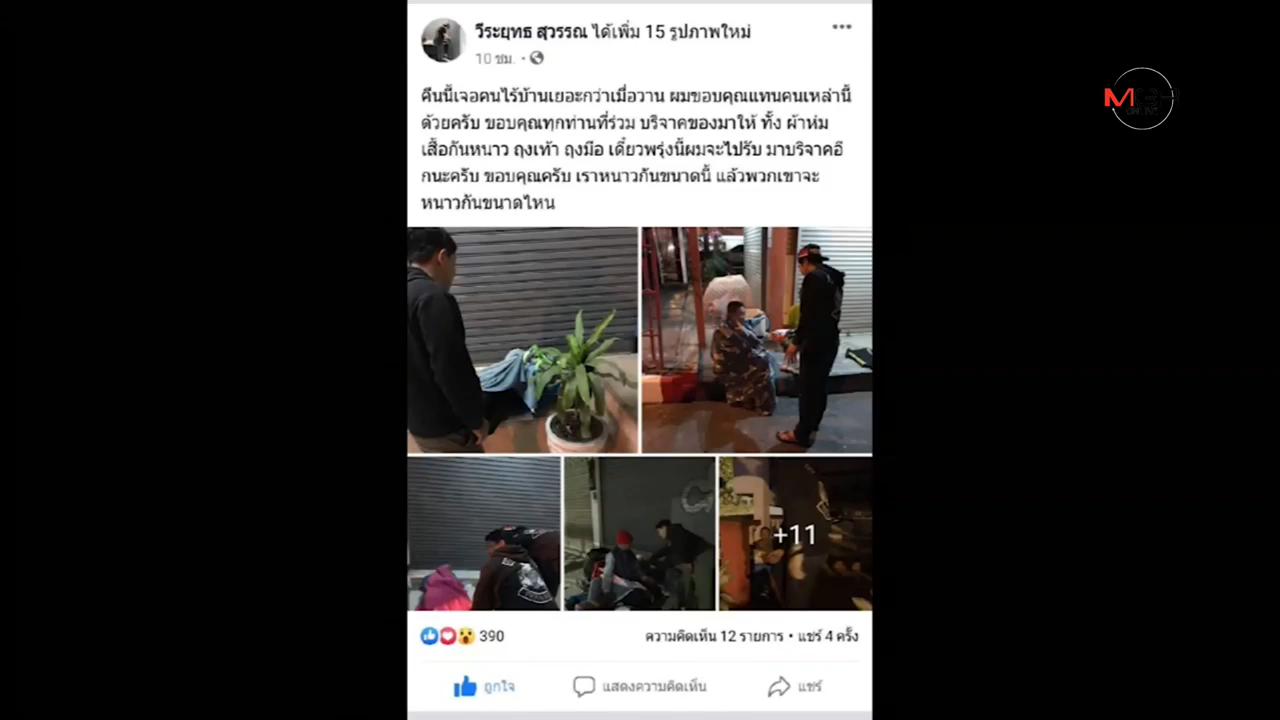 วีระยุทธ สุวรรณ ได้เพิ่ม 15 รูปภาพใหม่
10 ชม.
คืนนี้เจอคนไร้บ้านเยอะกว่าเมื่อวาน ผมขอบคุณแทนคนเหล่านี้
ด้วยครับ ขอบคุณทุกท่านที่ร่วม บริจาคของมาให้ ทั้ง ผ้าห่ม
เสื้อกันหนาว ถุงเท้า ถุงมือ เดี๋ยวพรุ่งนี้ผมจะไปรับ มาบริจาคอี
กนะครับ ขอบคุณครับ เราหนาวกันขนาดนี้ แล้วพวกเขาจะ
หนาวกันขนาดไหน
+11
390
ความคิดเห็น 12 รายการ • แชร์ 4 ครั้ง
ถูกใจ
แสดงความคิดเห็น
แชร์